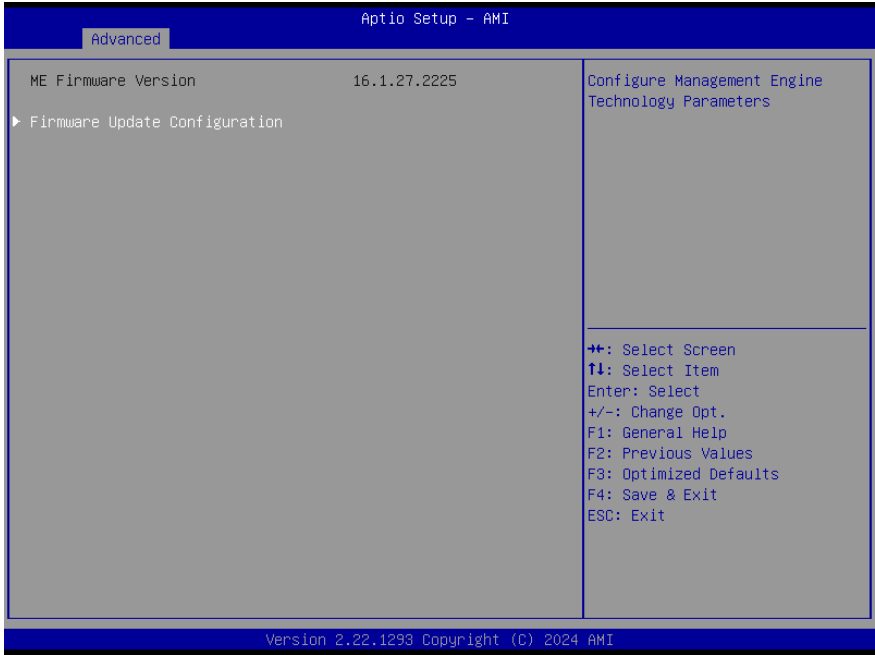 Aptio Setup – AMI
Advanced
ME Firmware Version 16.1.27.2225
Firmware Update Configuration
Configure Management Engine
Technology Parameters
→←: Select Screen
↑↓: Select Item
Enter: Select
+/-: Change Opt.
F1: General Help
F2: Previous Values
F3: Optimized Defaults
F4: Save & Exit
ESC: Exit
Version 2.22.1293 Copyright (C) 2024 AMI